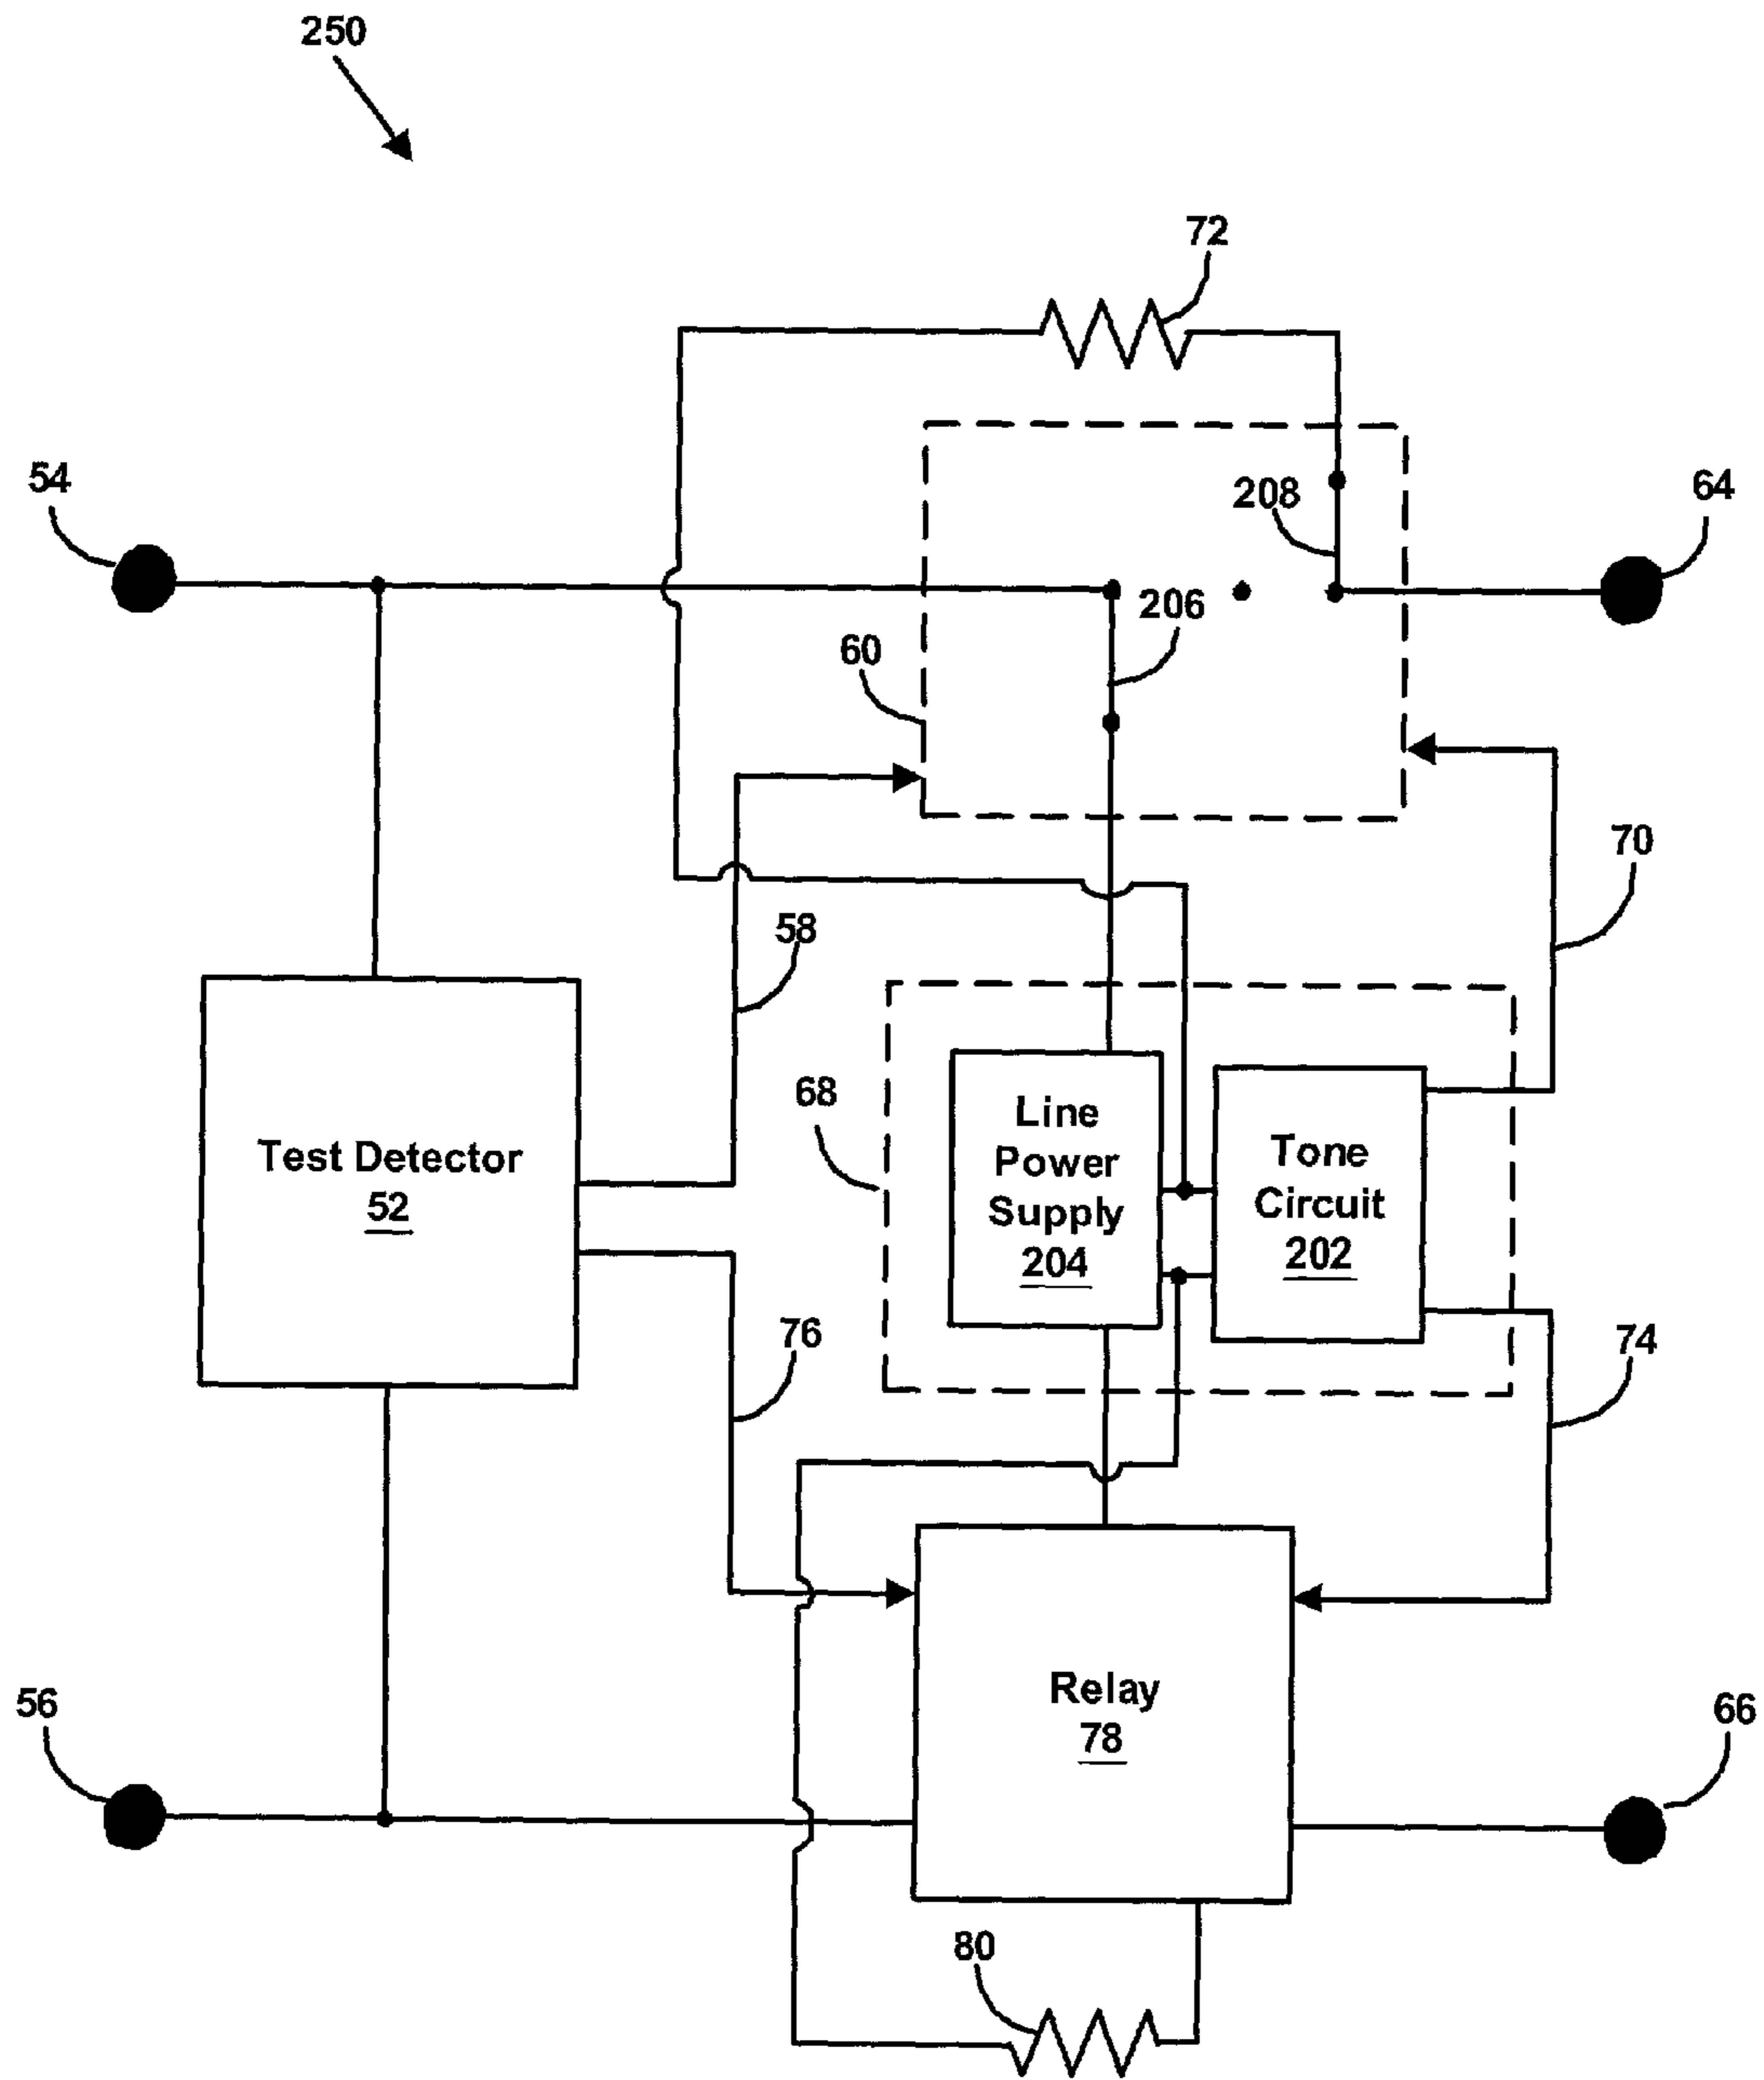 250
72
54
208
64
206
60
70
58
68
Line
Power
Supply
204
Tone
Circuit
202
Test Detector
52
76
74
56
Relay
78
66
80